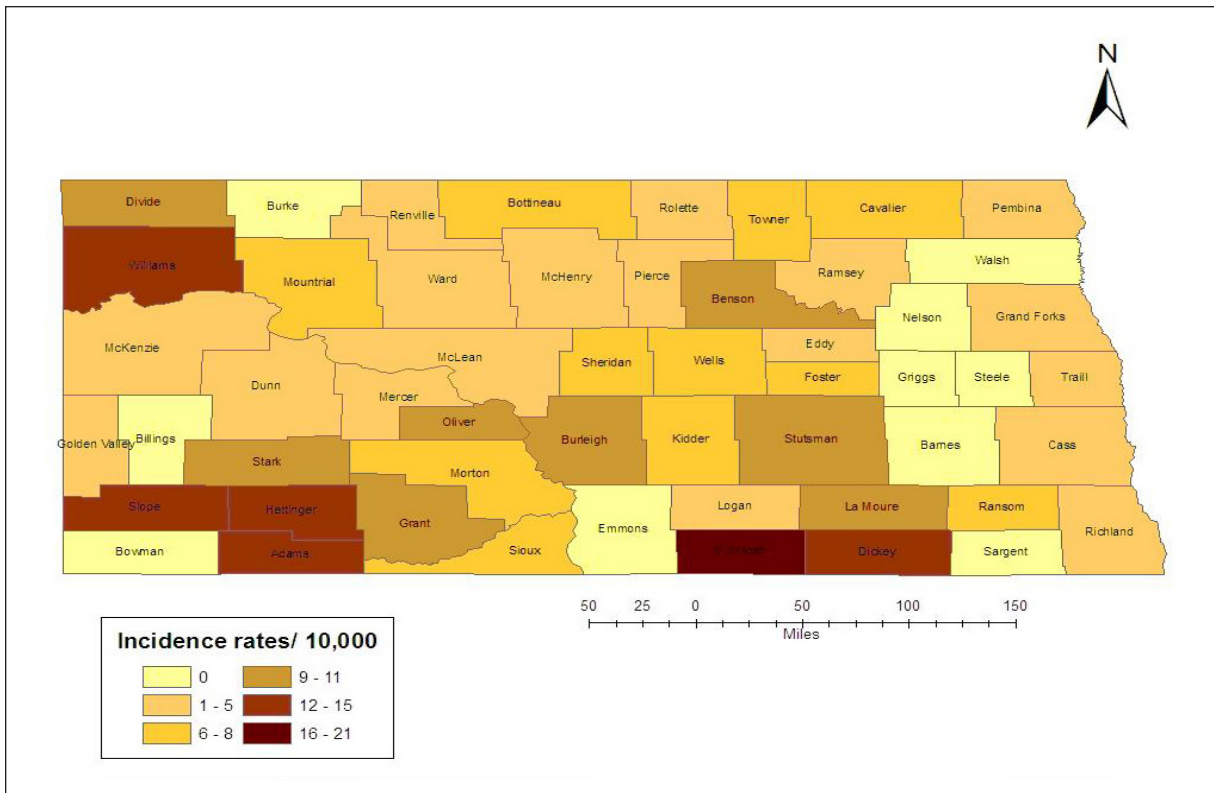 N
Divide
Burke
Renville
Bottineau
Rolette
Towner
Cavalier
Pembina
Williams
Mountrial
Ward
McHenry
Pierce
Benson
Ramsey
Walsh
Nelson
Grand Forks
McKenzie
Dunn
McLean
Mercer
Sheridan
Wells
Eddy
Foster
Griggs
Steele
Traill
Golden Valley
Billings
Stark
Oliver
Morton
Burleigh
Kidder
Stutsman
Barnes
Cass
Slope
Hettinger
Grant
Emmons
Logan
La Moure
Ransom
Richland
Bowman
Adams
Sioux
Dickey
Sargent
50 25 0 50 100 150
Miles
Incidence rates/ 10,000
0
9 - 11
1 - 5
12 - 15
6 - 8
16 - 21